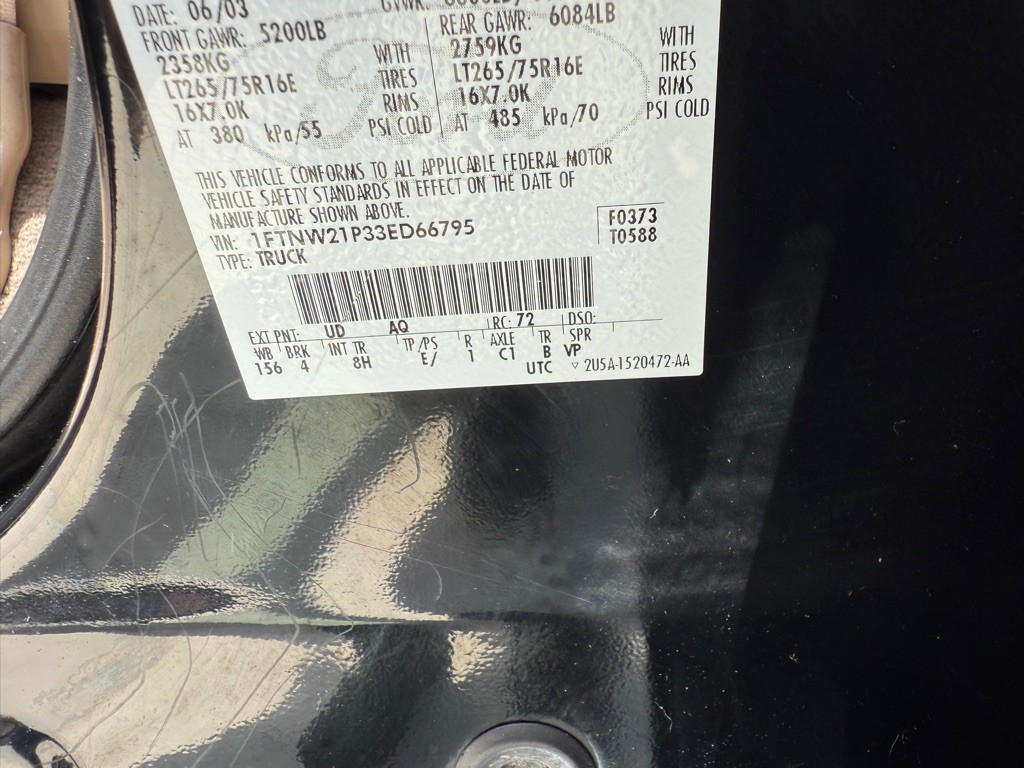 DATE: 06/03
FRONT GAWR: 5200LB
2358KG
LT265/75R16E
16X7.0K
AT 380 kPa/55
WITH
TIRES
RIMS
PSI COLD
REAR GAWR: 6084LB
2759KG
LT265/75R16E
16X7.0K
AT 485 kPa/70
WITH
TIRES
RIMS
PSI COLD
THIS VEHICLE CONFORMS TO ALL APPLICABLE FEDERAL MOTOR
VEHICLE SAFETY STANDARDS IN EFFECT ON THE DATE OF
MANUFACTURE SHOWN ABOVE.
VIN: 1FTNW21P33ED66795
TYPE: TRUCK
F0373
T0588
EXT PNT: UD AQ RC: 72 DSO:
WB BRK INT TR TP/PS R AXLE TR SPR
156 4 8H E/ 1 C1 B VP
UTC ▽ 2U5A-1520472-AA